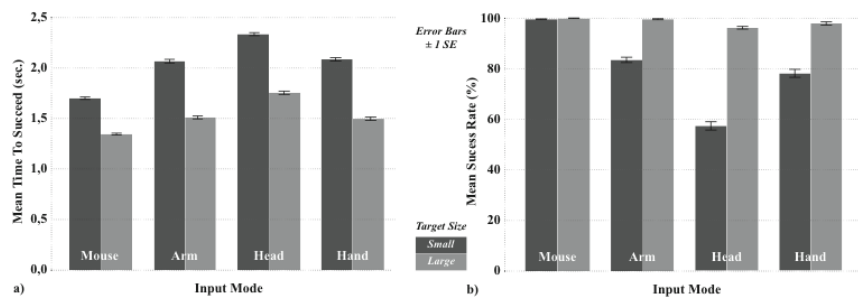 Mean Time To Succeed (sec.)
2,5
2,0
1,5
1,0
0,5
0,0
Mouse
Arm
Head
Hand
a)
Input Mode
Error Bars
± 1 SE
Target Size
Small
Large
Mean Sucess Rate (%)
100
80
60
40
20
0
Mouse
Arm
Head
Hand
b)
Input Mode